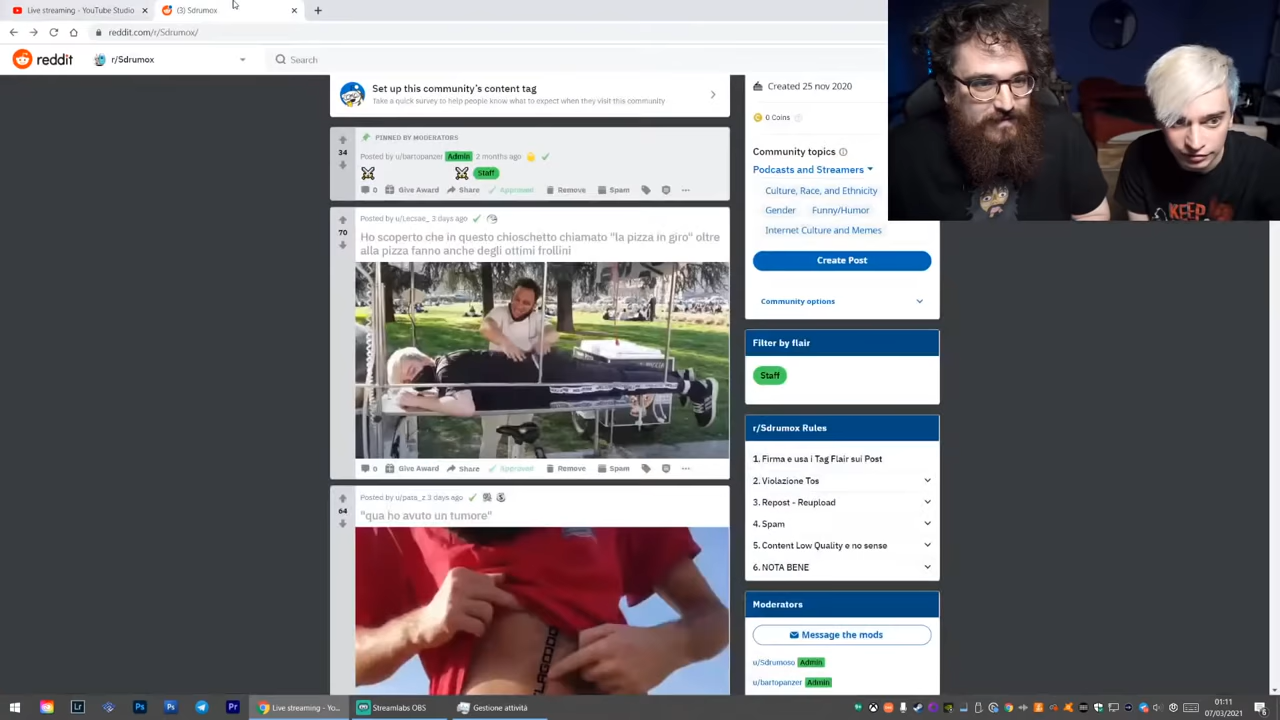 Live streaming - YouTube Studio
(3) Sdrumox
reddit.com/r/Sdrumox/
reddit
r/Sdrumox
Search
Set up this community's content tag
Take a quick survey to help people know what to expect when they visit this community
PINNED BY MODERATORS
34
Posted by u/bartopanzer Admin 2 months ago
Staff
0 Give Award Share Approved Remove Spam
70
Posted by u/Lecsae_ 3 days ago
Ho scoperto che in questo chioschetto chiamato "la pizza in giro" oltre
alla pizza fanno anche degli ottimi frollini
0 Give Award Share Approved Remove Spam
64
Posted by u/pata_z 3 days ago
"qua ho avuto un tumore"
Created 25 nov 2020
0 Coins
Community topics
Podcasts and Streamers
Culture, Race, and Ethnicity
Gender
Funny/Humor
Internet Culture and Memes
Create Post
Community options
Filter by flair
Staff
r/Sdrumox Rules
1. Firma e usa i Tag Flair sui Post
2. Violazione Tos
3. Repost - Reupload
4. Spam
5. Content Low Quality e no sense
6. NOTA BENE
Moderators
Message the mods
u/Sdrumoso Admin
u/bartopanzer Admin
KEEP
Live streaming - Yo...
Streamlabs OBS
Gestione attività
01:11
07/03/2021